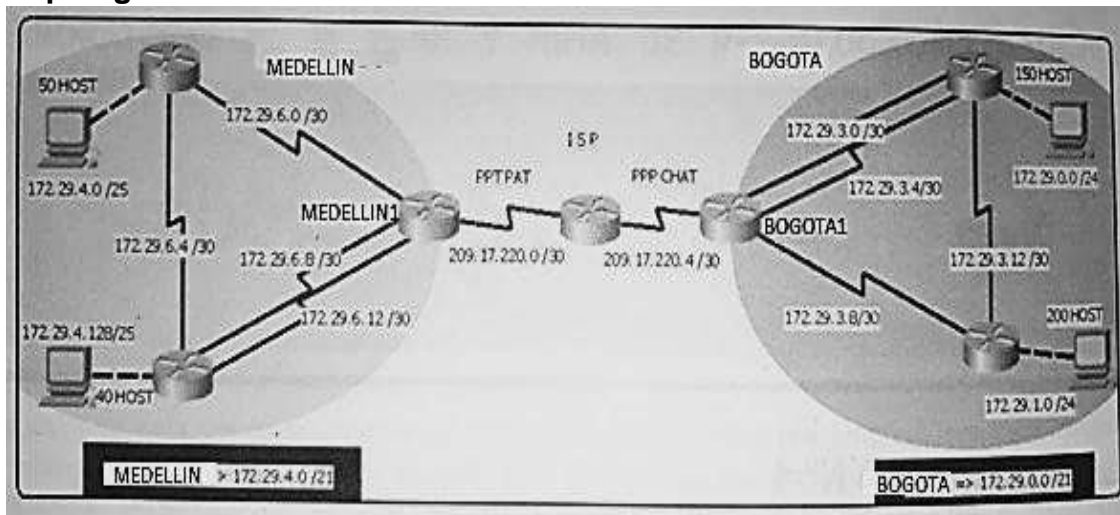 MEDELLIN
BOGOTA
50 HOST
150 HOST
172.29.6.0 /30
172.29.3.0 /30
ISP
172.29.4.0 /25
PPTPAT
PPP CHAT
172.29.3.4/30
172.29.0.0 /24
MEDELLIN1
BOGOTA1
172.29.6.4 /30
172.29.6.8 /30
209.17.220.0 /30
209.17.220.4 /30
172.29.3.12 /30
172.29.6.12 /30
172.29.3.8/30
172.29.4.128/25
200 HOST
40 HOST
172.29.1.0 /24
MEDELLIN > 172.29.4.0 /21
BOGOTA => 172.29.0.0 /21